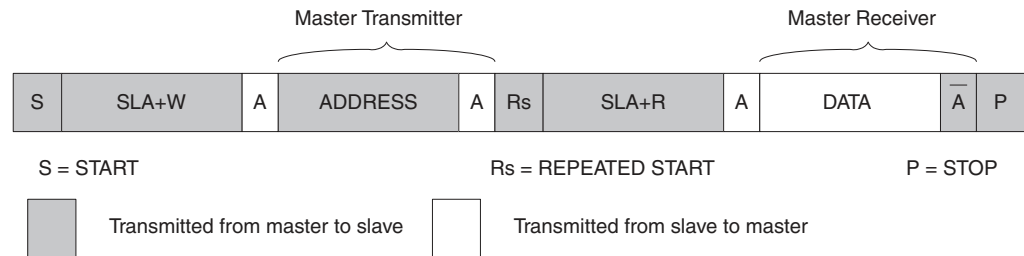 Master Transmitter Master Receiver
S SLA+W A ADDRESS A Rs SLA+R A DATA A̅ P
S = START Rs = REPEATED START P = STOP
Transmitted from master to slave Transmitted from slave to master